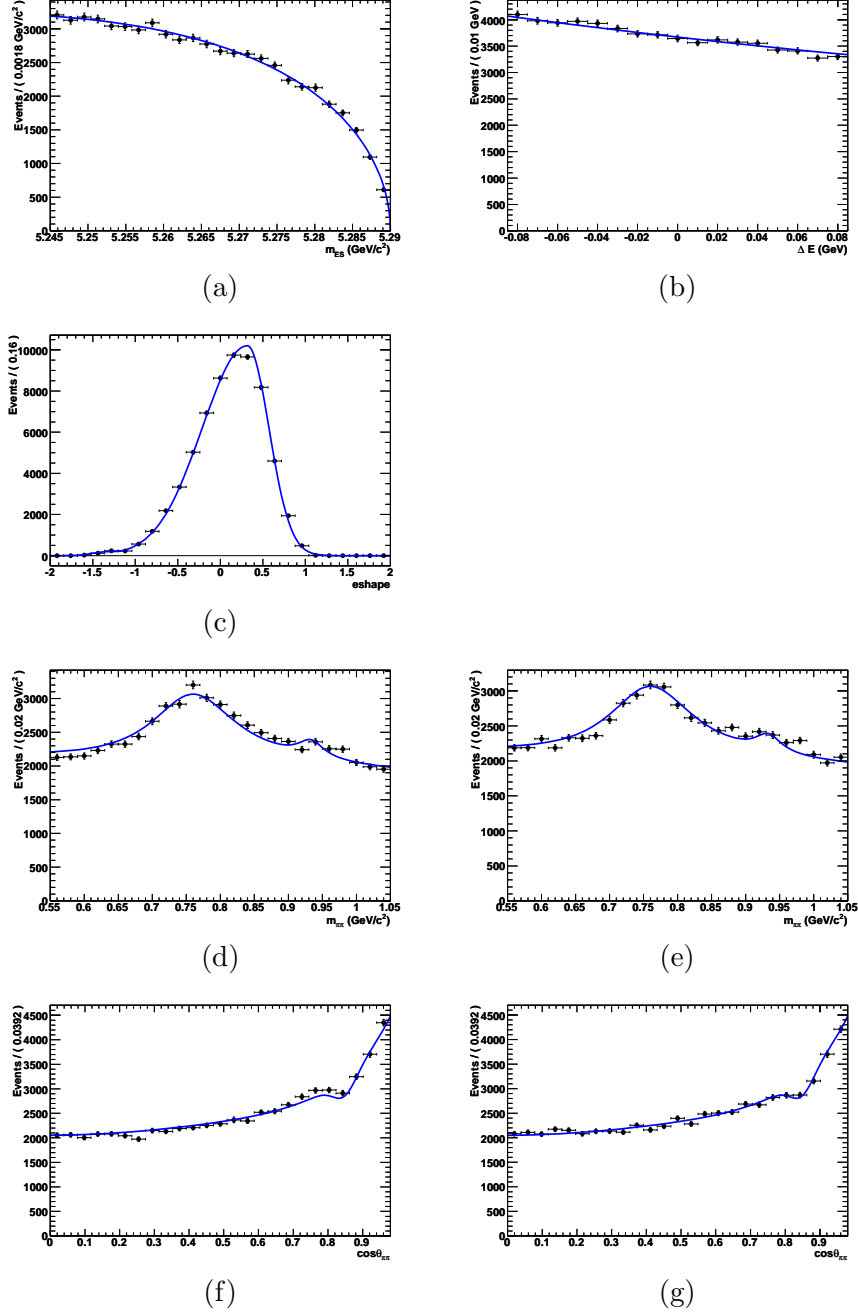 Events / ( 0.0018 GeV/c²)
3000
2500
2000
1500
1000
500
0
5.245 5.25 5.255 5.26 5.265 5.27 5.275 5.28 5.285 5.29
m_ES (GeV/c²)
(a)
Events / ( 0.01 GeV )
4000
3500
3000
2500
2000
1500
1000
500
0
-0.08 -0.06 -0.04 -0.02 0 0.02 0.04 0.06 0.08
Δ E (GeV)
(b)
Events / ( 0.16 )
10000
8000
6000
4000
2000
0
-2 -1.5 -1 -0.5 0 0.5 1 1.5 2
eshape
(c)
Events / ( 0.02 GeV/c²)
3000
2500
2000
1500
1000
500
0
0.55 0.6 0.65 0.7 0.75 0.8 0.85 0.9 0.95 1 1.05
m_ππ (GeV/c²)
(d)
Events / ( 0.02 GeV/c²)
3000
2500
2000
1500
1000
500
0
0.55 0.6 0.65 0.7 0.75 0.8 0.85 0.9 0.95 1 1.05
m_ππ (GeV/c²)
(e)
Events / ( 0.0392 )
4500
4000
3500
3000
2500
2000
1500
1000
500
0
0 0.1 0.2 0.3 0.4 0.5 0.6 0.7 0.8 0.9
cosθ_ππ
(f)
Events / ( 0.0392 )
4500
4000
3500
3000
2500
2000
1500
1000
500
0
0 0.1 0.2 0.3 0.4 0.5 0.6 0.7 0.8 0.9
cosθ_ππ
(g)